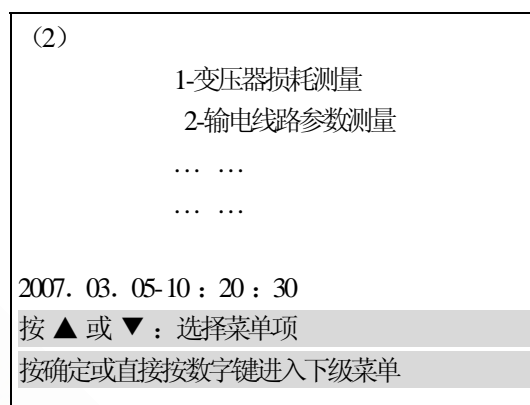 （2）
1-变压器损耗测量
2-输电线路参数测量
… …
… …
2007．03．05-10：20：30
按 ▲ 或 ▼ ：选择菜单项
按确定或直接按数字键进入下级菜单